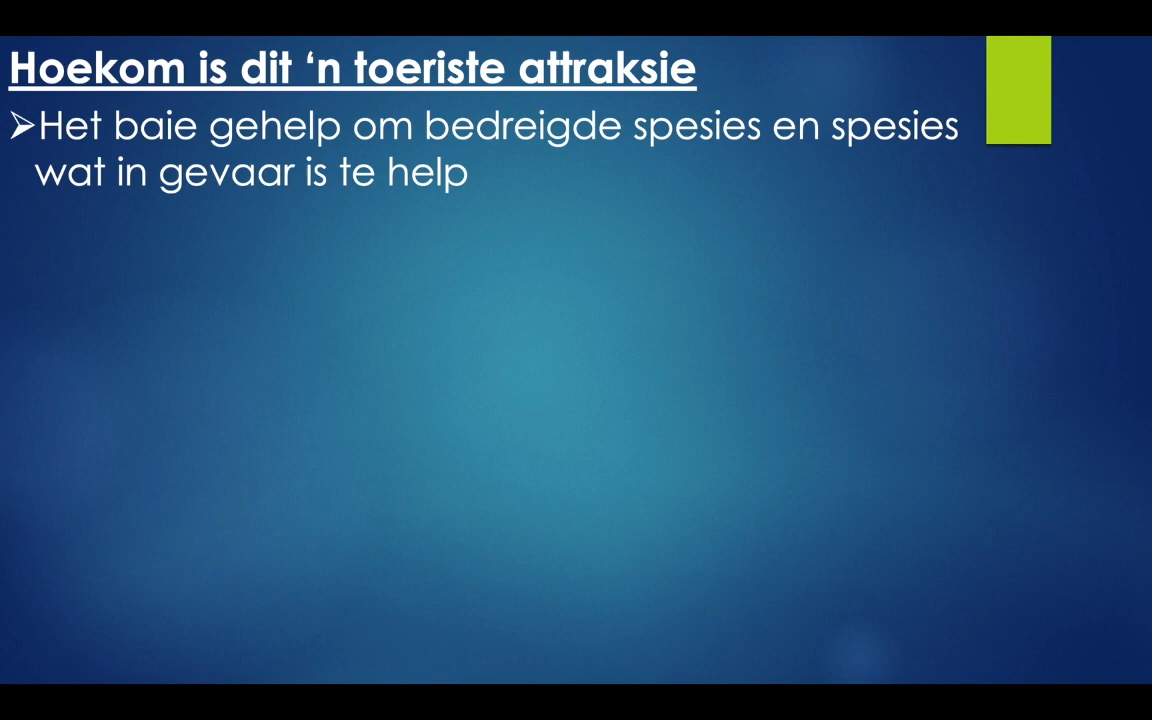 Hoekom is dit ‘n toeriste attraksie
➢Het baie gehelp om bedreigde spesies en spesies
wat in gevaar is te help